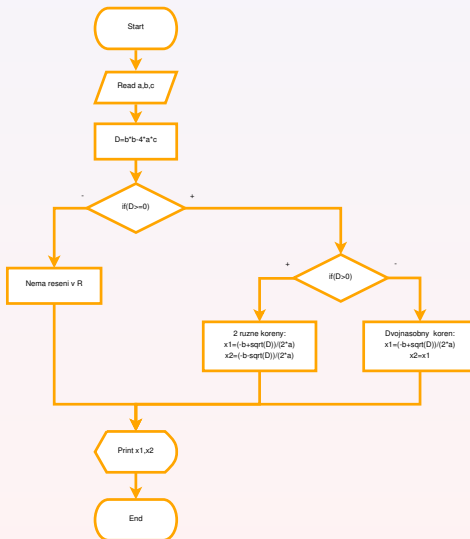 Start
Read a,b,c
D=b*b-4*a*c
if(D>=0)
-
+
Nema reseni v R
if(D>0)
+
-
2 ruzne koreny:
x1=(-b+sqrt(D))/(2*a)
x2=(-b-sqrt(D))/(2*a)
Dvojnasobny koren:
x1=(-b+sqrt(D))/(2*a)
x2=x1
Print x1,x2
End